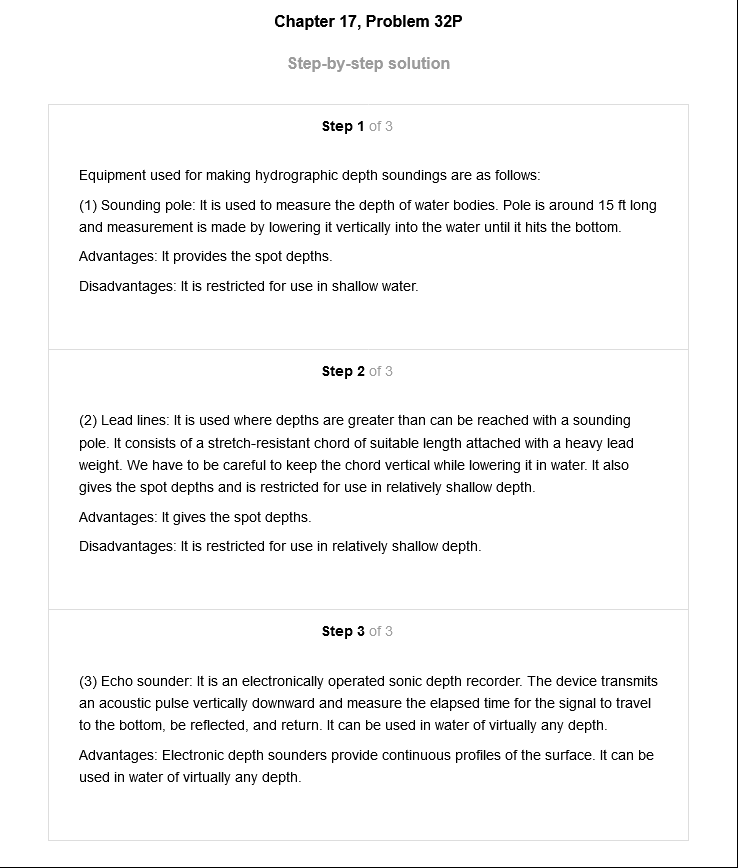 Chapter 17, Problem 32P
Step-by-step solution
Step 1 of 3
Equipment used for making hydrographic depth soundings are as follows:
(1) Sounding pole: It is used to measure the depth of water bodies. Pole is around 15 ft long
and measurement is made by lowering it vertically into the water until it hits the bottom.
Advantages: It provides the spot depths.
Disadvantages: It is restricted for use in shallow water.
Step 2 of 3
(2) Lead lines: It is used where depths are greater than can be reached with a sounding
pole. It consists of a stretch-resistant chord of suitable length attached with a heavy lead
weight. We have to be careful to keep the chord vertical while lowering it in water. It also
gives the spot depths and is restricted for use in relatively shallow depth.
Advantages: It gives the spot depths.
Disadvantages: It is restricted for use in relatively shallow depth.
Step 3 of 3
(3) Echo sounder: It is an electronically operated sonic depth recorder. The device transmits
an acoustic pulse vertically downward and measure the elapsed time for the signal to travel
to the bottom, be reflected, and return. It can be used in water of virtually any depth.
Advantages: Electronic depth sounders provide continuous profiles of the surface. It can be
used in water of virtually any depth.